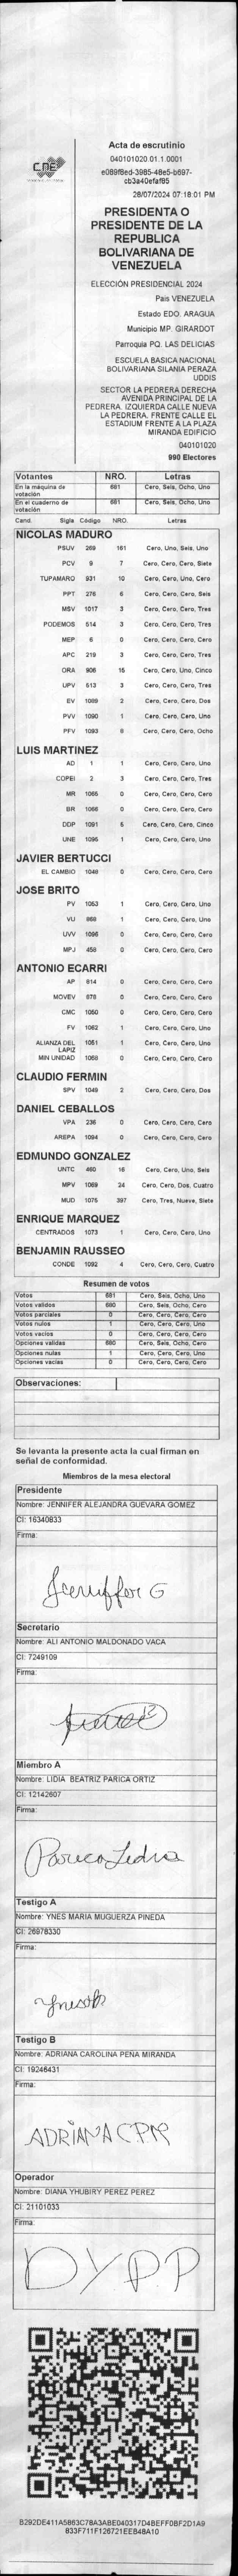 CNE
Acta de escrutinio
040101020.01.1.0001
e089f8ed-3985-48e5-b697-
cb3a40efaf95
28/07/2024 07:18:01 PM
PRESIDENTA O
PRESIDENTE DE LA
REPUBLICA
BOLIVARIANA DE
VENEZUELA
ELECCIÓN PRESIDENCIAL 2024
Pais VENEZUELA
Estado EDO. ARAGUA
Municipio MP. GIRARDOT
Parroquia PQ. LAS DELICIAS
ESCUELA BASICA NACIONAL
BOLIVARIANA SILANIA PERAZA
UDDIS
SECTOR LA PEDRERA DERECHA
AVENIDA PRINCIPAL DE LA
PEDRERA. IZQUIERDA CALLE NUEVA
LA PEDRERA. FRENTE CALLE EL
ESTADIUM FRENTE A LA PLAZA
MIRANDA EDIFICIO
040101020
990 Electores
Votantes NRO. Letras
En la máquina de votación 681 Cero, Seis, Ocho, Uno
En el cuaderno de votación 681 Cero, Seis, Ocho, Uno
Cand. Sigla Código NRO. Letras
NICOLAS MADURO
PSUV 269 161 Cero, Uno, Seis, Uno
PCV 9 7 Cero, Cero, Cero, Siete
TUPAMARO 931 10 Cero, Cero, Uno, Cero
PPT 276 6 Cero, Cero, Cero, Seis
MSV 1017 3 Cero, Cero, Cero, Tres
PODEMOS 514 3 Cero, Cero, Cero, Tres
MEP 6 0 Cero, Cero, Cero, Cero
APC 219 3 Cero, Cero, Cero, Tres
ORA 906 15 Cero, Cero, Uno, Cinco
UPV 513 3 Cero, Cero, Cero, Tres
EV 1089 2 Cero, Cero, Cero, Dos
PVV 1090 1 Cero, Cero, Cero, Uno
PFV 1093 8 Cero, Cero, Cero, Ocho
LUIS MARTINEZ
AD 1 1 Cero, Cero, Cero, Uno
COPEI 2 3 Cero, Cero, Cero, Tres
MR 1065 0 Cero, Cero, Cero, Cero
BR 1066 0 Cero, Cero, Cero, Cero
DDP 1091 5 Cero, Cero, Cero, Cinco
UNE 1095 1 Cero, Cero, Cero, Uno
JAVIER BERTUCCI
EL CAMBIO 1048 0 Cero, Cero, Cero, Cero
JOSE BRITO
PV 1053 1 Cero, Cero, Cero, Uno
VU 868 1 Cero, Cero, Cero, Uno
UVV 1096 0 Cero, Cero, Cero, Cero
MPJ 458 0 Cero, Cero, Cero, Cero
ANTONIO ECARRI
AP 814 0 Cero, Cero, Cero, Cero
MOVEV 876 0 Cero, Cero, Cero, Cero
CMC 1050 0 Cero, Cero, Cero, Cero
FV 1062 1 Cero, Cero, Cero, Uno
ALIANZA DEL LAPIZ 1051 1 Cero, Cero, Cero, Uno
MIN UNIDAD 1068 0 Cero, Cero, Cero, Cero
CLAUDIO FERMIN
SPV 1049 2 Cero, Cero, Cero, Dos
DANIEL CEBALLOS
VPA 236 0 Cero, Cero, Cero, Cero
AREPA 1094 0 Cero, Cero, Cero, Cero
EDMUNDO GONZALEZ
UNTC 460 16 Cero, Cero, Uno, Seis
MPV 1069 24 Cero, Cero, Dos, Cuatro
MUD 1075 397 Cero, Tres, Nueve, Siete
ENRIQUE MARQUEZ
CENTRADOS 1073 1 Cero, Cero, Cero, Uno
BENJAMIN RAUSSEO
CONDE 1092 4 Cero, Cero, Cero, Cuatro
Resumen de votos
Votos 681 Cero, Seis, Ocho, Uno
Votos validos 680 Cero, Seis, Ocho, Cero
Votos parciales 0 Cero, Cero, Cero, Cero
Votos nulos 1 Cero, Cero, Cero, Uno
Votos vacíos 0 Cero, Cero, Cero, Cero
Opciones validas 680 Cero, Seis, Ocho, Cero
Opciones nulas 1 Cero, Cero, Cero, Uno
Opciones vacías 0 Cero, Cero, Cero, Cero
Observaciones:
Se levanta la presente acta la cual firman en
señal de conformidad.
Miembros de la mesa electoral
Presidente
Nombre: JENNIFER ALEJANDRA GUEVARA GOMEZ
CI: 16340833
Firma:
Jennifer G
Secretario
Nombre: ALI ANTONIO MALDONADO VACA
CI: 7249109
Firma:
Miembro A
Nombre: LIDIA BEATRIZ PARICA ORTIZ
CI: 12142607
Firma:
Parica Lidia
Testigo A
Nombre: YNES MARIA MUGUERZA PINEDA
CI: 26978330
Firma:
Testigo B
Nombre: ADRIANA CAROLINA PEÑA MIRANDA
CI: 19246431
Firma:
ADRIANA CPM
Operador
Nombre: DIANA YHUBIRY PEREZ PEREZ
CI: 21101033
Firma:
DYPP
B292DE411A5863C78A3ABE040317D4BEFF0BF2D1A9
833F711F126721EEB48A10